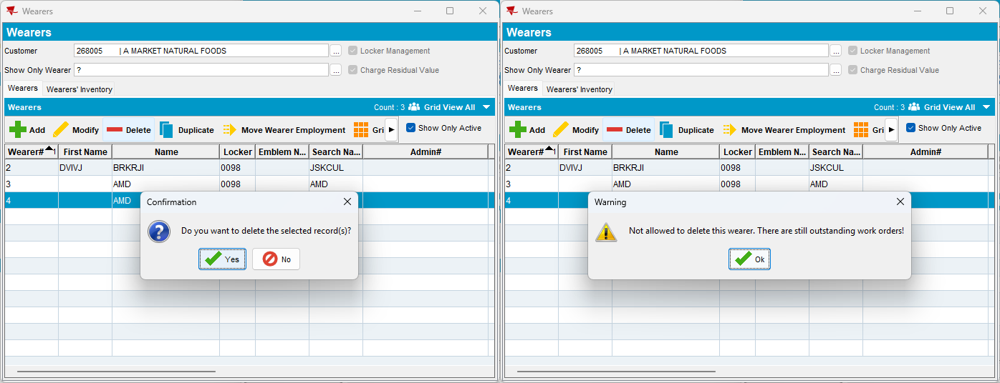 Wearers
Wearers
Customer 268005 | A MARKET NATURAL FOODS ... Locker Management
Show Only Wearer ? ... Charge Residual Value
Wearers Wearers' Inventory
Wearers Count : 3 Grid View All
Add Modify Delete Duplicate Move Wearer Employment Gri Show Only Active
Wearer# 1 First Name Name Locker Emblem N... Search Na... Admin#
2 DVIVJ BRKRJI 0098 JSKCUL
3 AMD 0098 AMD
4 AMD
Confirmation
Do you want to delete the selected record(s)?
Yes No
Wearers
Wearers
Customer 268005 | A MARKET NATURAL FOODS ... Locker Management
Show Only Wearer ? ... Charge Residual Value
Wearers Wearers' Inventory
Wearers Count : 3 Grid View All
Add Modify Delete Duplicate Move Wearer Employment Gri Show Only Active
Wearer# 1 First Name Name Locker Emblem N... Search Na... Admin#
2 DVIVJ BRKRJI 0098 JSKCUL
3 AMD 0098 AMD
4
Warning
Not allowed to delete this wearer. There are still outstanding work orders!
Ok